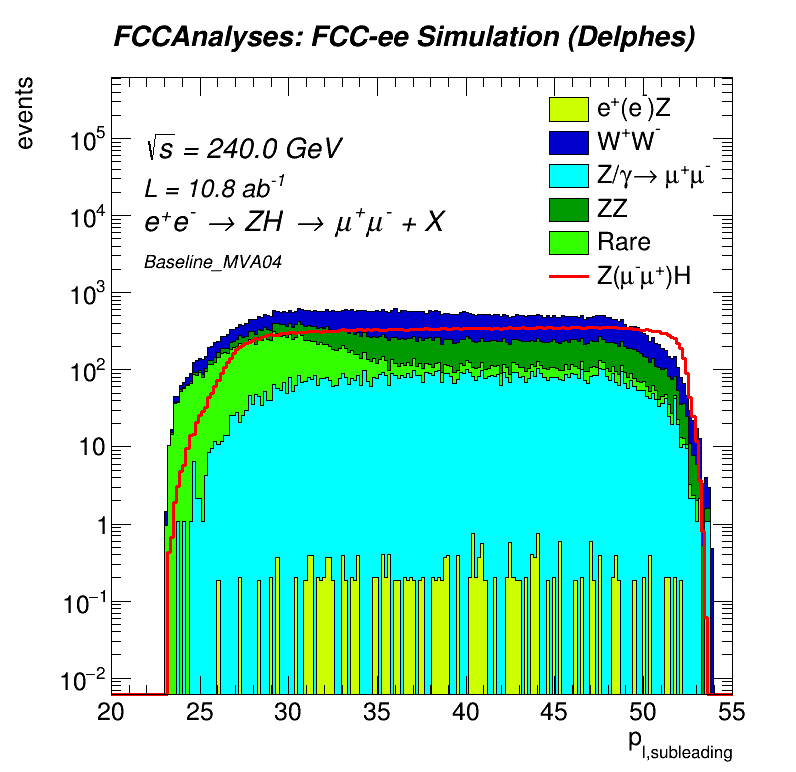 FCCAnalyses: FCC-ee Simulation (Delphes)
events
√s = 240.0 GeV
L = 10.8 ab⁻¹
e⁺e⁻ → ZH → μ⁺μ⁻ + X
Baseline_MVA04
e⁺(e⁻)Z
W⁺W⁻
Z/γ→ μ⁺μ⁻
ZZ
Rare
Z(μ⁻μ⁺)H
10⁵
10⁴
10³
10²
10
1
10⁻¹
10⁻²
20 25 30 35 40 45 50 55
p_l,subleading